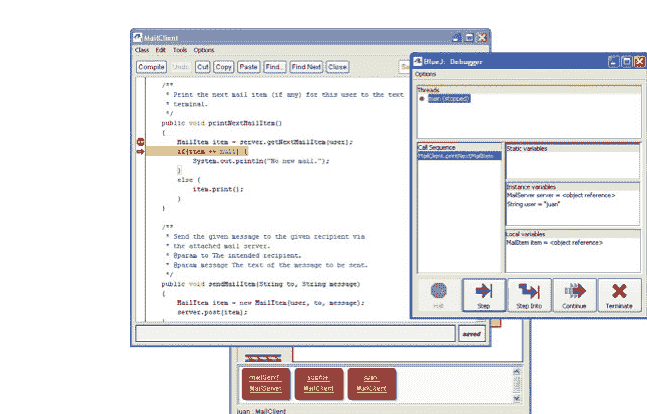 MailClient
Class Edit Tools Options
Compile Undo Cut Copy Paste Find... Find Next Close
/**
* Print the next mail item (if any) for this user to the text
* terminal.
*/
public void printNextMailItem()
{
MailItem item = server.getNextMailItem(user);
if(item == null) {
System.out.println("No new mail.");
}
else {
item.print();
}
}
/**
* Send the given message to the given recipient via
* the attached mail server.
* @param to The intended recipient.
* @param message The text of the message to be sent.
*/
public void sendMailItem(String to, String message)
{
MailItem item = new MailItem(user, to, message);
server.post(item);
saved
BlueJ: Debugger
Options
Threads
main (stopped)
Call Sequence
MailClient.printNextMailItem
Static variables
Instance variables
MailServer server = <object reference>
String user = "juan"
Local variables
MailItem item = <object reference>
Halt
Step
Step Into
Continue
Terminate
MailServer
MailClient
juan
MailClient
juan : MailClient